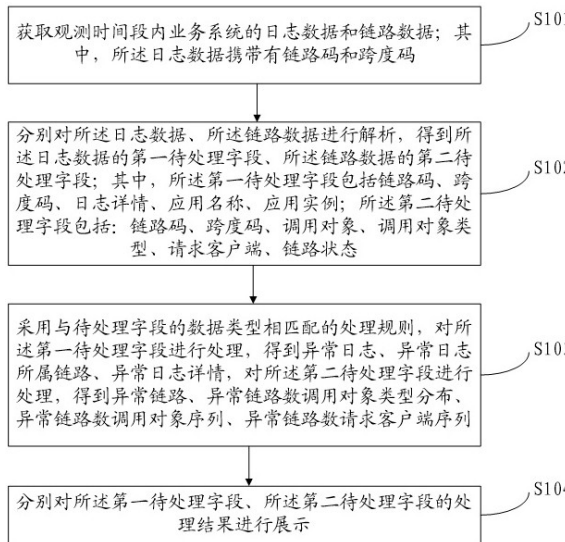 获取观测时间段内业务系统的日志数据和链路数据；其
中，所述日志数据携带有链路码和跨度码
S101
分别对所述日志数据、所述链路数据进行解析，得到所
述日志数据的第一待处理字段、所述链路数据的第二待
处理字段；其中，所述第一待处理字段包括链路码、跨
度码、日志详情、应用名称、应用实例；所述第二待处
理字段包括：链路码、跨度码、调用对象、调用对象类
型、请求客户端、链路状态
S102
采用与待处理字段的数据类型相匹配的处理规则，对所
述第一待处理字段进行处理，得到异常日志、异常日志
所属链路、异常日志详情，对所述第二待处理字段进行
处理，得到异常链路、异常链路数调用对象类型分布、
异常链路数调用对象序列、异常链路数请求客户端序列
S103
分别对所述第一待处理字段、所述第二待处理字段的处
理结果进行展示
S104